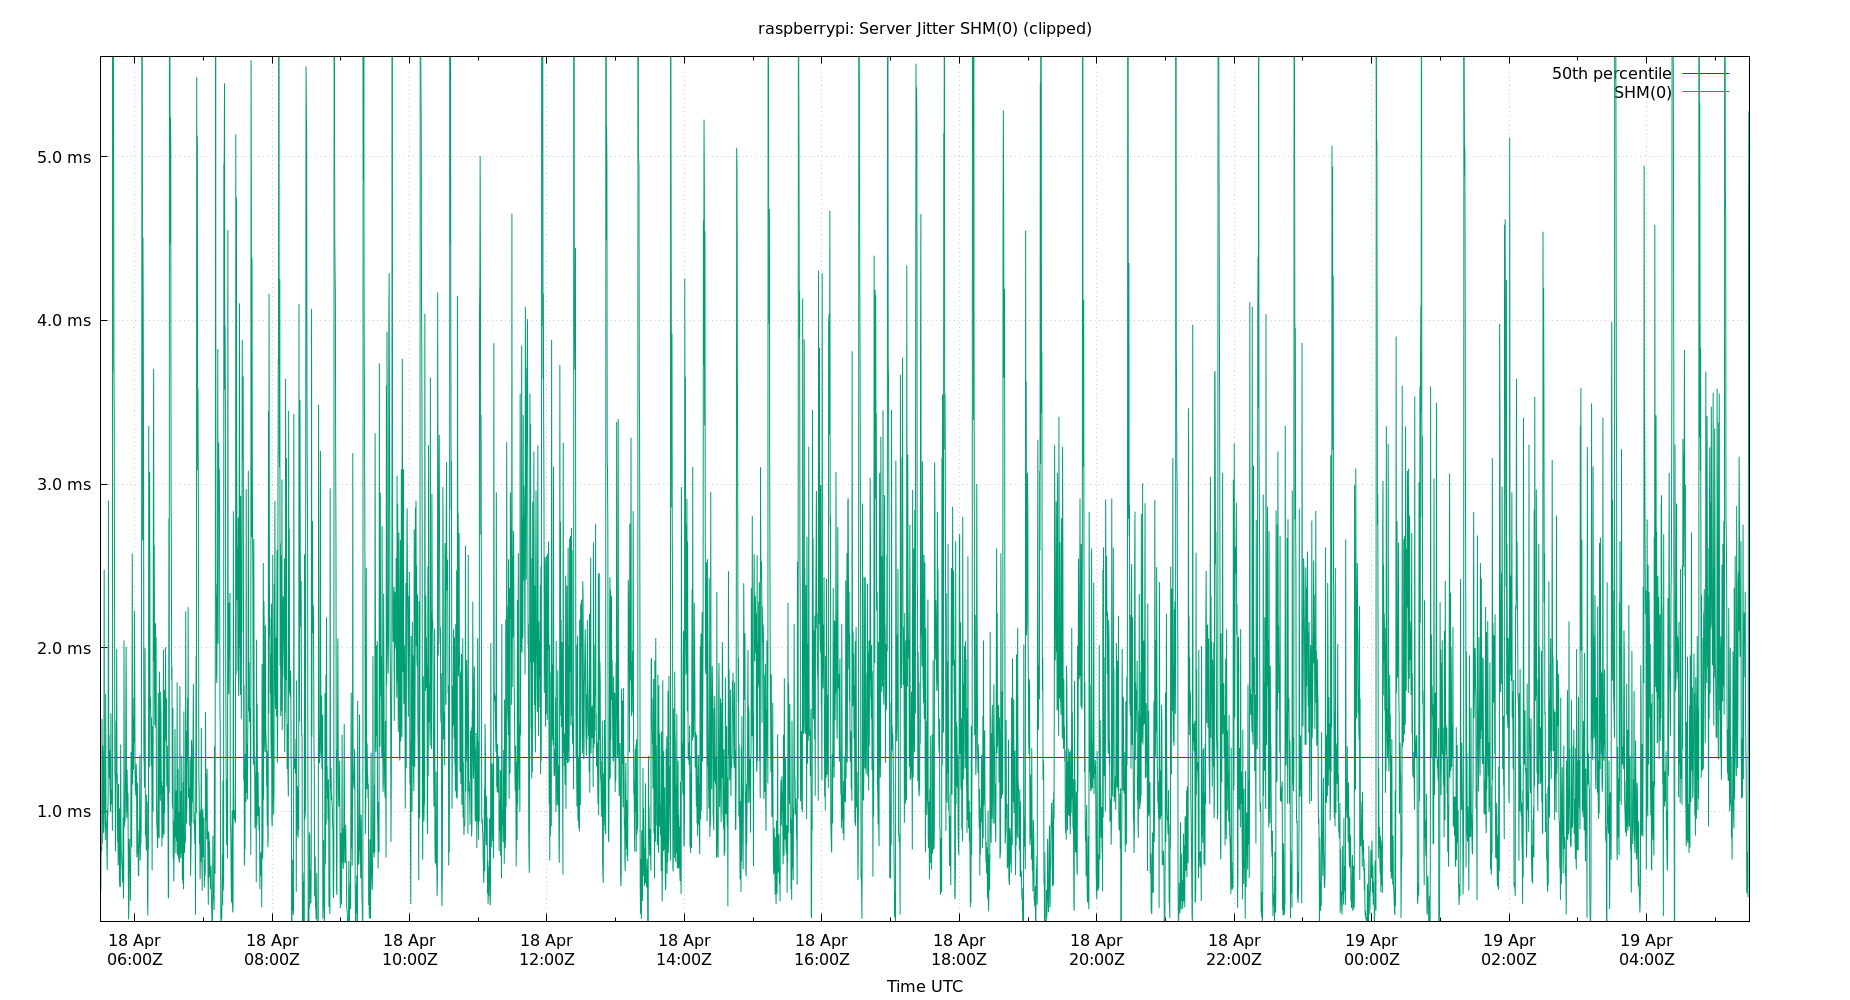 raspberrypi: Server Jitter SHM(0) (clipped)
50th percentile
SHM(0)
5.0 ms
4.0 ms
3.0 ms
2.0 ms
1.0 ms
18 Apr 18 Apr 18 Apr 18 Apr 18 Apr 18 Apr 18 Apr 18 Apr 18 Apr 19 Apr 19 Apr 19 Apr
06:00Z 08:00Z 10:00Z 12:00Z 14:00Z 16:00Z 18:00Z 20:00Z 22:00Z 00:00Z 02:00Z 04:00Z
Time UTC